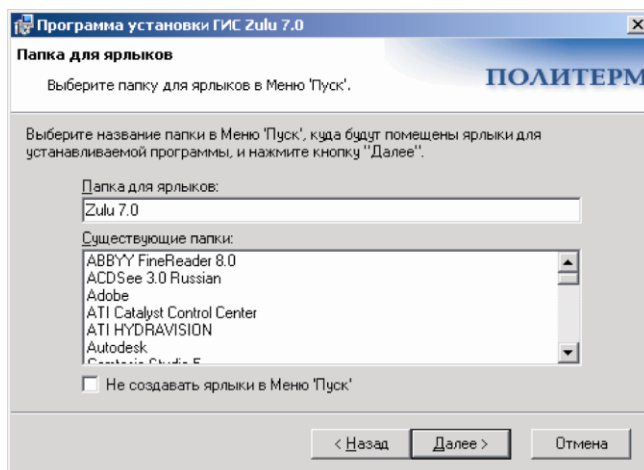 Программа установки ГИС Zulu 7.0
Папка для ярлыков
Выберите папку для ярлыков в Меню 'Пуск'.
ПОЛИТЕРМ
Выберите название папки в Меню 'Пуск', куда будут помещены ярлыки для
устанавливаемой программы, и нажмите кнопку "Далее".
Папка для ярлыков:
Zulu 7.0
Существующие папки:
ABBYY FineReader 8.0
ACDSee 3.0 Russian
Adobe
ATI Catalyst Control Center
ATI HYDRAVISION
Autodesk
Camtasia Studio 5
Не создавать ярлыки в Меню 'Пуск'
< Назад
Далее >
Отмена